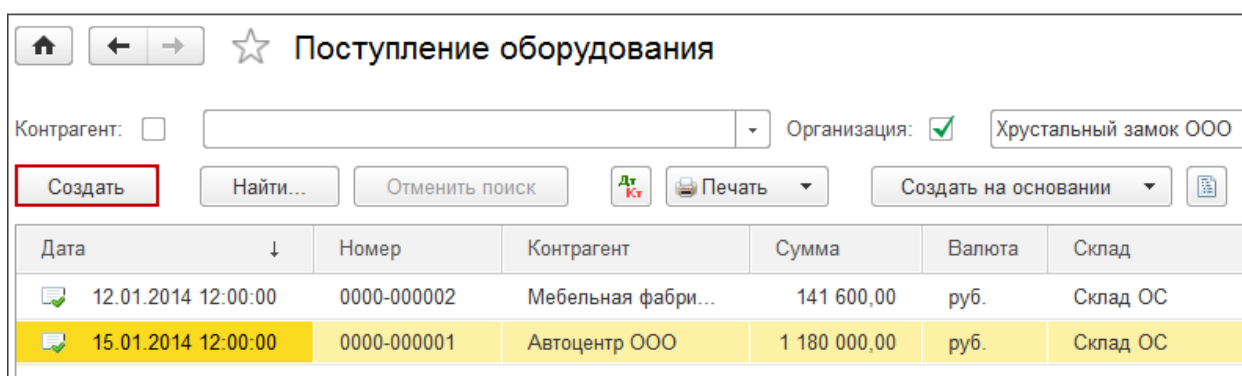 Поступление оборудования
Контрагент: Организация: Хрустальный замок ООО
Создать Найти... Отменить поиск Дт Кт Печать Создать на основании
Дата ↓ Номер Контрагент Сумма Валюта Склад
12.01.2014 12:00:00 0000-000002 Мебельная фабри... 141 600,00 руб. Склад ОС
15.01.2014 12:00:00 0000-000001 Автоцентр ООО 1 180 000,00 руб. Склад ОС